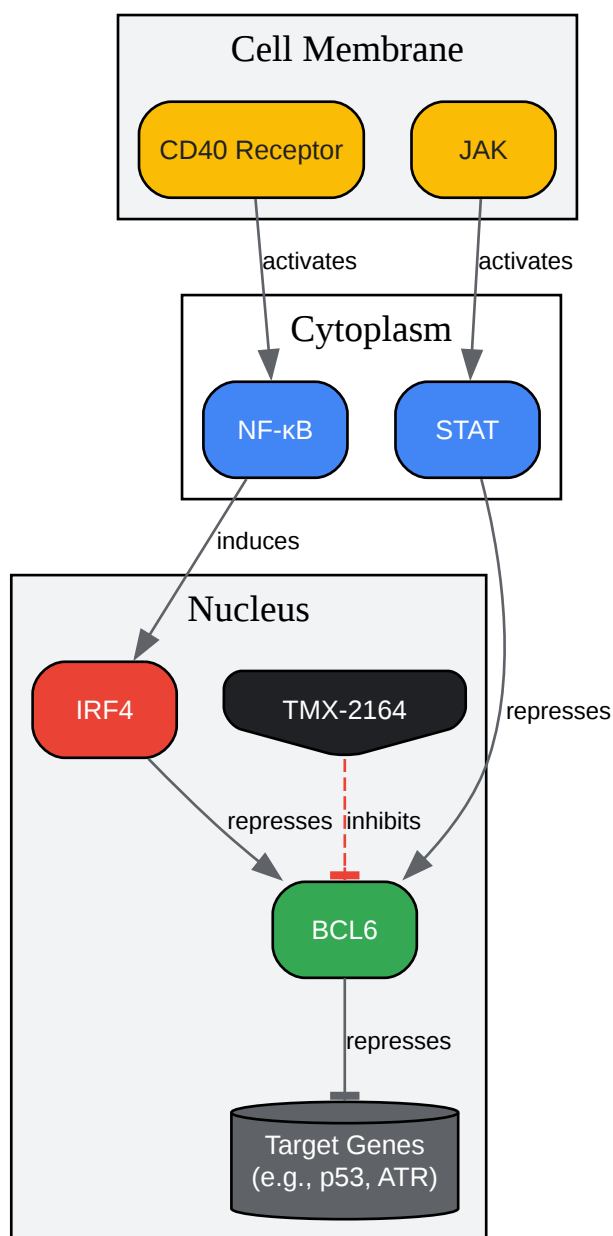 Cell Membrane
CD40 Receptor
JAK
activates
activates
Cytoplasm
NF-κB
STAT
induces
Nucleus
IRF4
TMX-2164
represses
represses
inhibits
BCL6
represses
Target Genes
(e.g., p53, ATR)